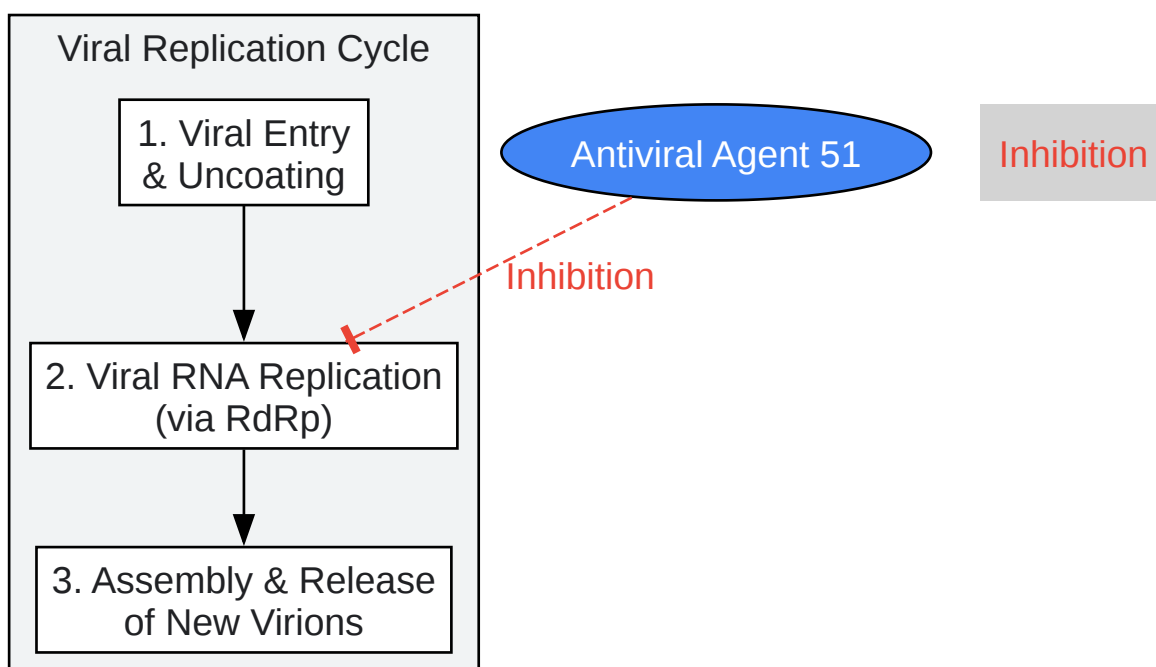 Viral Replication Cycle
1. Viral Entry
& Uncoating
Antiviral Agent 51
Inhibition
Inhibition
2. Viral RNA Replication
(via RdRp)
3. Assembly & Release
of New Virions